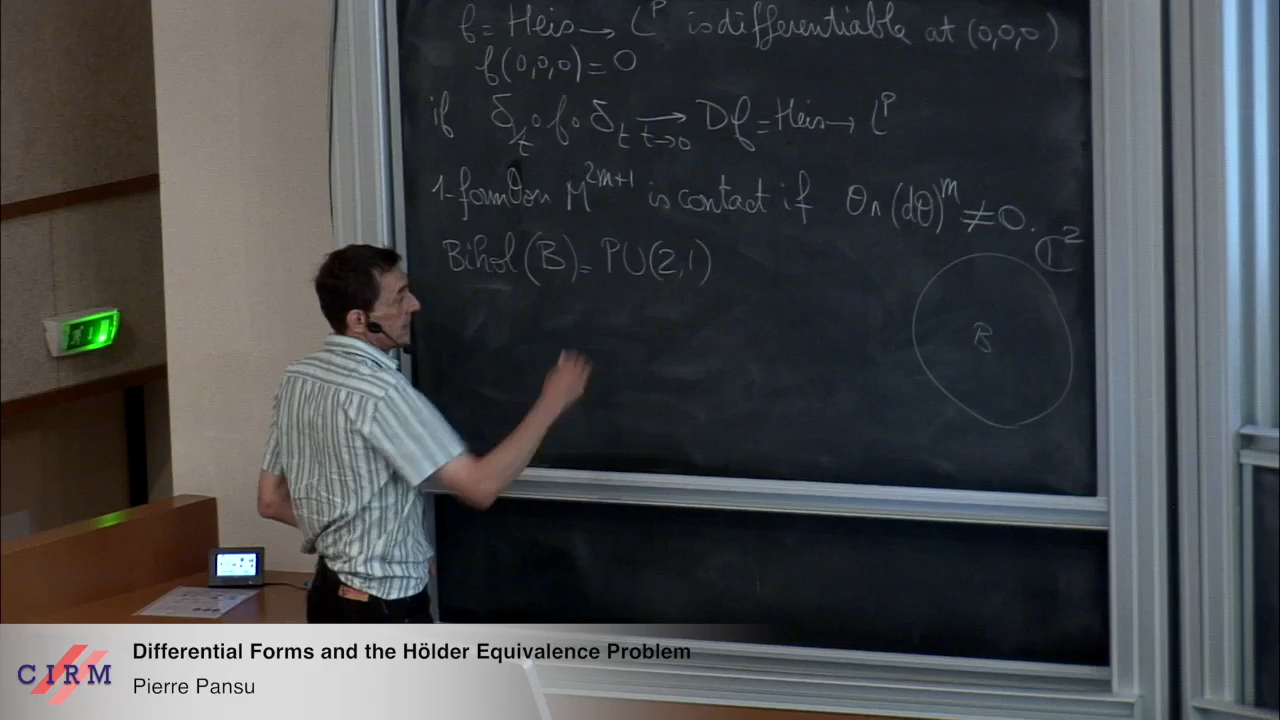 f = Heis → L^p is differentiable at (0,0,0)
f(0,0,0) = 0
if δ_{1/t} ∘ f ∘ δ_t →_{t→0} Df = Heis → L^p
1-form θ on M^{2m+1} is contact if θ ∧ (dθ)^m ≠ 0.
ℂ²
Bihol(B) = PU(2,1)
B
Differential Forms and the Hölder Equivalence Problem
CIRM
Pierre Pansu